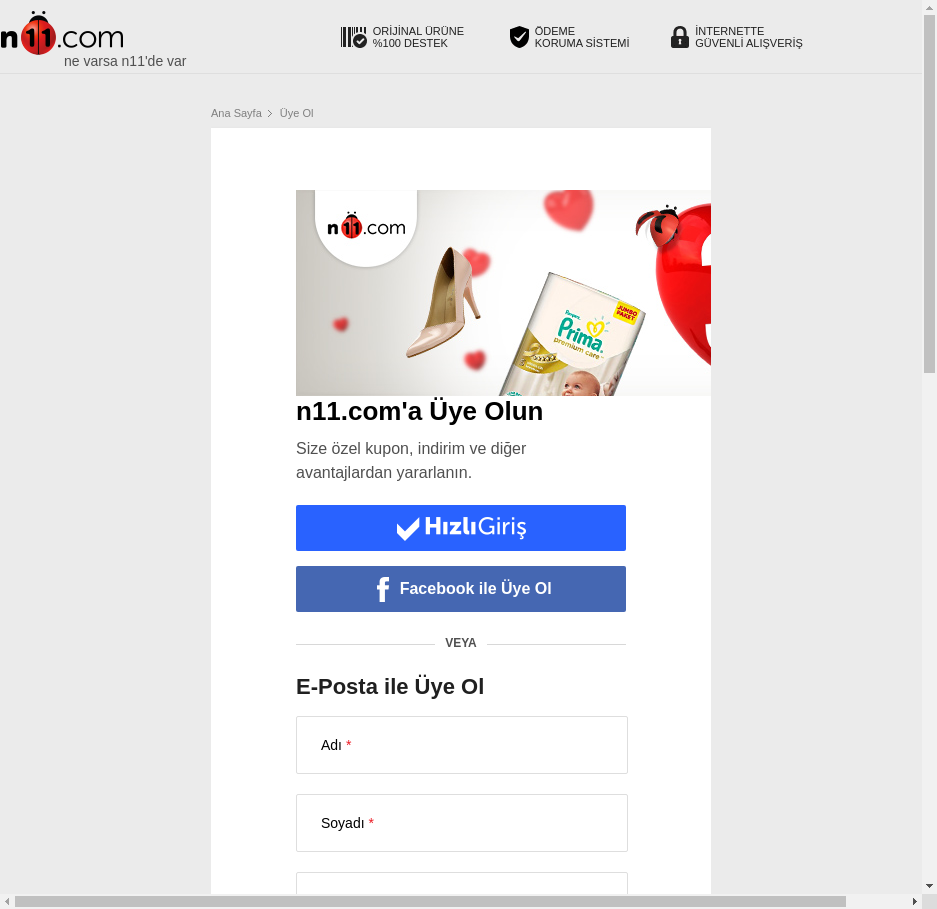 n11.com
ne varsa n11'de var
ORİJİNAL ÜRÜNE
%100 DESTEK
ÖDEME
KORUMA SİSTEMİ
İNTERNETTE
GÜVENLİ ALIŞVERİŞ
Ana Sayfa
Üye Ol
n11.com
JUMBO
PAKET
Pampers
Prima
premium care
n11.com'a Üye Olun
Size özel kupon, indirim ve diğer
avantajlardan yararlanın.
HızlıGiriş
Facebook ile Üye Ol
VEYA
E-Posta ile Üye Ol
Adı *
Soyadı *